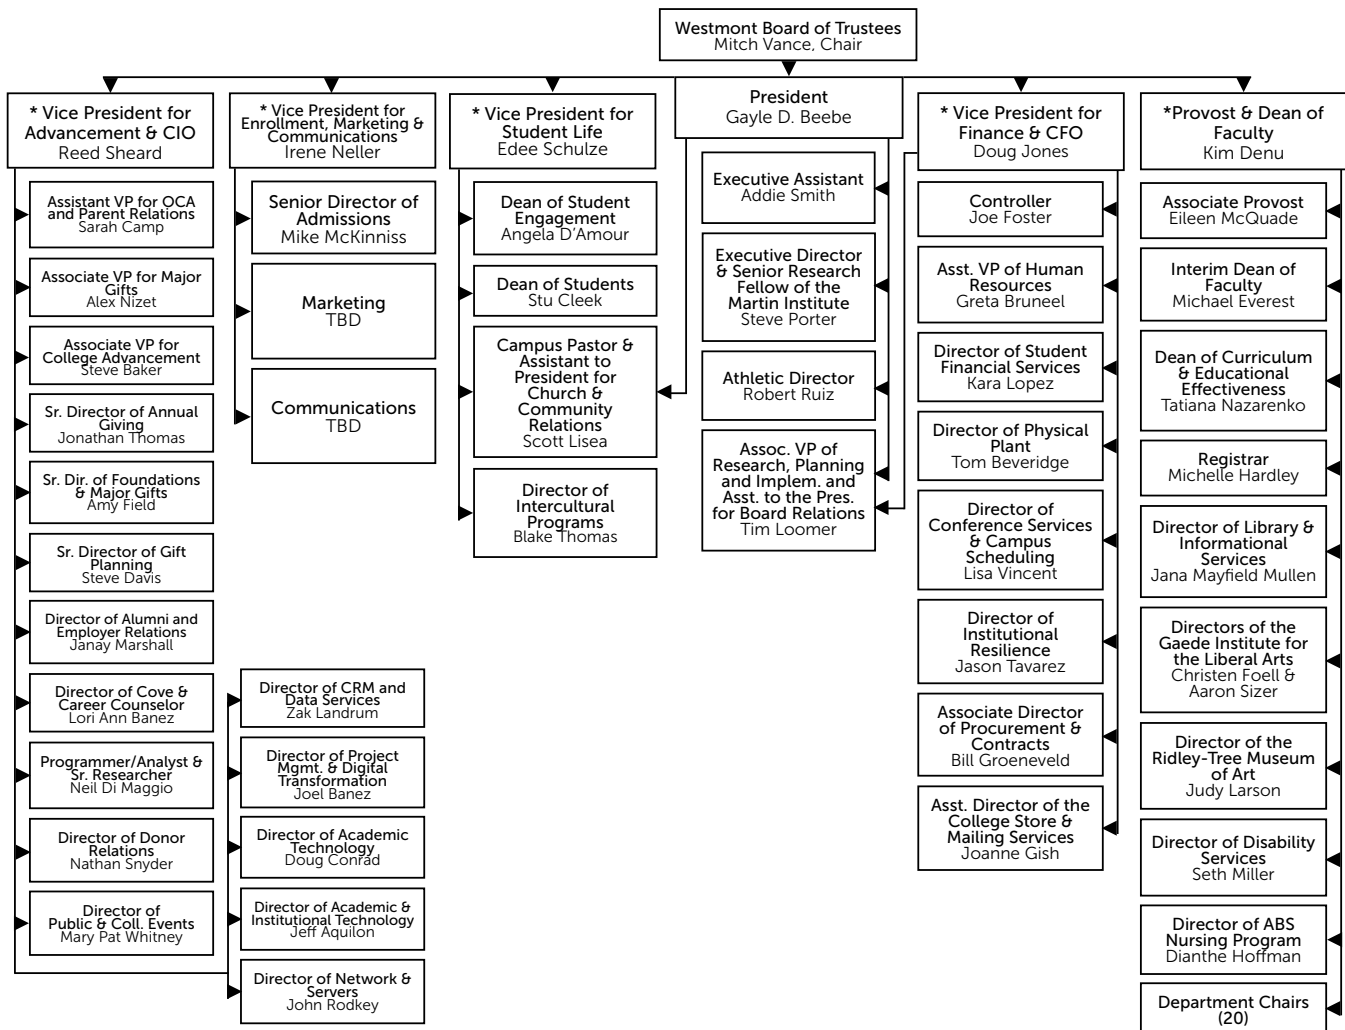 Westmont Board of Trustees
Mitch Vance, Chair
* Vice President for
Advancement & CIO
Reed Sheard
* Vice President for
Enrollment, Marketing &
Communications
Irene Neller
* Vice President for
Student Life
Edee Schulze
President
Gayle D. Beebe
* Vice President for
Finance & CFO
Doug Jones
*Provost & Dean of
Faculty
Kim Denu
Assistant VP for OCA
and Parent Relations
Sarah Camp
Associate VP for Major
Gifts
Alex Nizet
Associate VP for
College Advancement
Steve Baker
Sr. Director of Annual
Giving
Jonathan Thomas
Sr. Dir. of Foundations
& Major Gifts
Amy Field
Sr. Director of Gift
Planning
Steve Davis
Director of Alumni and
Employer Relations
Janay Marshall
Director of Cove &
Career Counselor
Lori Ann Banez
Programmer/Analyst &
Sr. Researcher
Neil Di Maggio
Director of Donor
Relations
Nathan Snyder
Director of
Public & Coll. Events
Mary Pat Whitney
Director of CRM and
Data Services
Zak Landrum
Director of Project
Mgmt. & Digital
Transformation
Joel Banez
Director of Academic
Technology
Doug Conrad
Director of Academic &
Institutional Technology
Jeff Aquilon
Director of Network &
Servers
John Rodkey
Senior Director of
Admissions
Mike McKinniss
Marketing
TBD
Communications
TBD
Dean of Student
Engagement
Angela D'Amour
Dean of Students
Stu Cleek
Campus Pastor &
Assistant to
President for
Church &
Community
Relations
Scott Lisea
Director of
Intercultural
Programs
Blake Thomas
Executive Assistant
Addie Smith
Executive Director
& Senior Research
Fellow of the
Martin Institute
Steve Porter
Athletic Director
Robert Ruiz
Assoc. VP of
Research, Planning
and Implem. and
Asst. to the Pres.
for Board Relations
Tim Loomer
Controller
Joe Foster
Asst. VP of Human
Resources
Greta Bruneel
Director of Student
Financial Services
Kara Lopez
Director of Physical
Plant
Tom Beveridge
Director of
Conference Services
& Campus
Scheduling
Lisa Vincent
Director of
Institutional
Resilience
Jason Tavarez
Associate Director
of Procurement &
Contracts
Bill Groeneveld
Asst. Director of the
College Store &
Mailing Services
Joanne Gish
Associate Provost
Eileen McQuade
Interim Dean of
Faculty
Michael Everest
Dean of Curriculum
& Educational
Effectiveness
Tatiana Nazarenko
Registrar
Michelle Hardley
Director of Library &
Informational
Services
Jana Mayfield Mullen
Directors of the
Gaede Institute for
the Liberal Arts
Christen Foell &
Aaron Sizer
Director of the
Ridley-Tree Museum
of Art
Judy Larson
Director of Disability
Services
Seth Miller
Director of ABS
Nursing Program
Dianthe Hoffman
Department Chairs
(20)